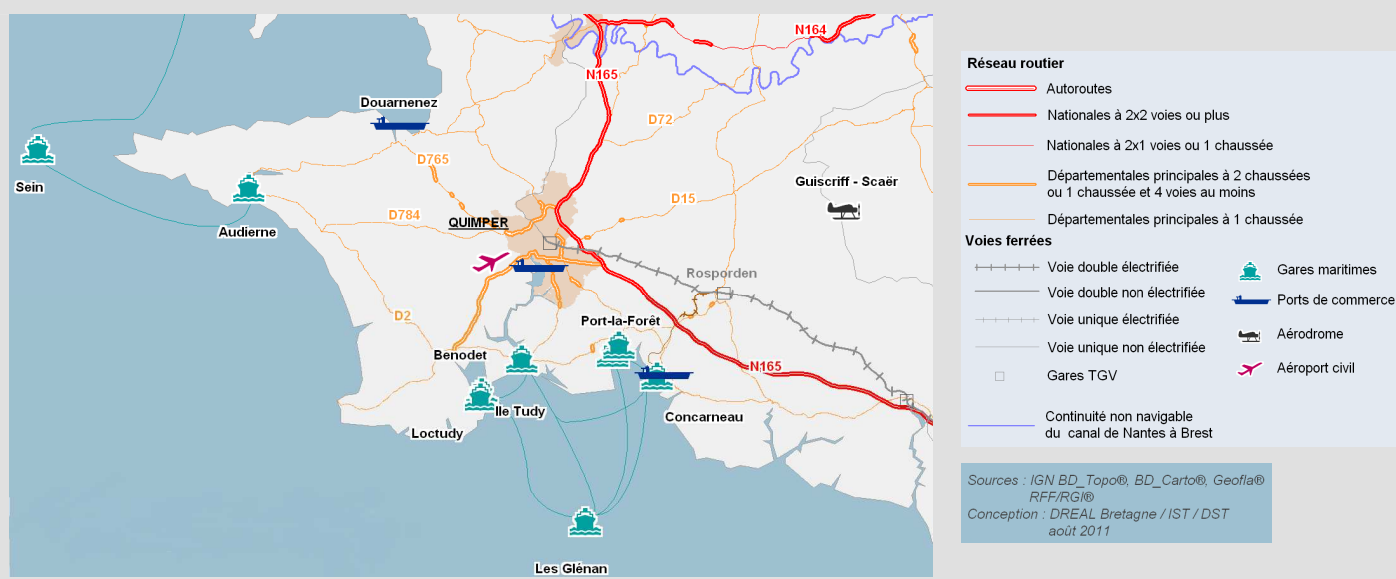 N164
N165
Douarnenez
D72
D765
Sein
Guiscriff - Scaër
D15
D784
QUIMPER
Audierne
Rosporden
D2
Port-la-Forêt
Benodet
N165
Ile Tudy
Concarneau
Loctudy
Les Glénan
Réseau routier
Autoroutes
Nationales à 2x2 voies ou plus
Nationales à 2x1 voies ou 1 chaussée
Départementales principales à 2 chaussées
ou 1 chaussée et 4 voies au moins
Départementales principales à 1 chaussée
Voies ferrées
Voie double électrifiée
Voie double non électrifiée
Voie unique électrifiée
Voie unique non électrifiée
Gares TGV
Continuité non navigable
du canal de Nantes à Brest
Gares maritimes
Ports de commerce
Aérodrome
Aéroport civil
Sources : IGN BD_Topo®, BD_Carto®, Geofla®
RFF/RGI®
Conception : DREAL Bretagne / IST / DST
août 2011